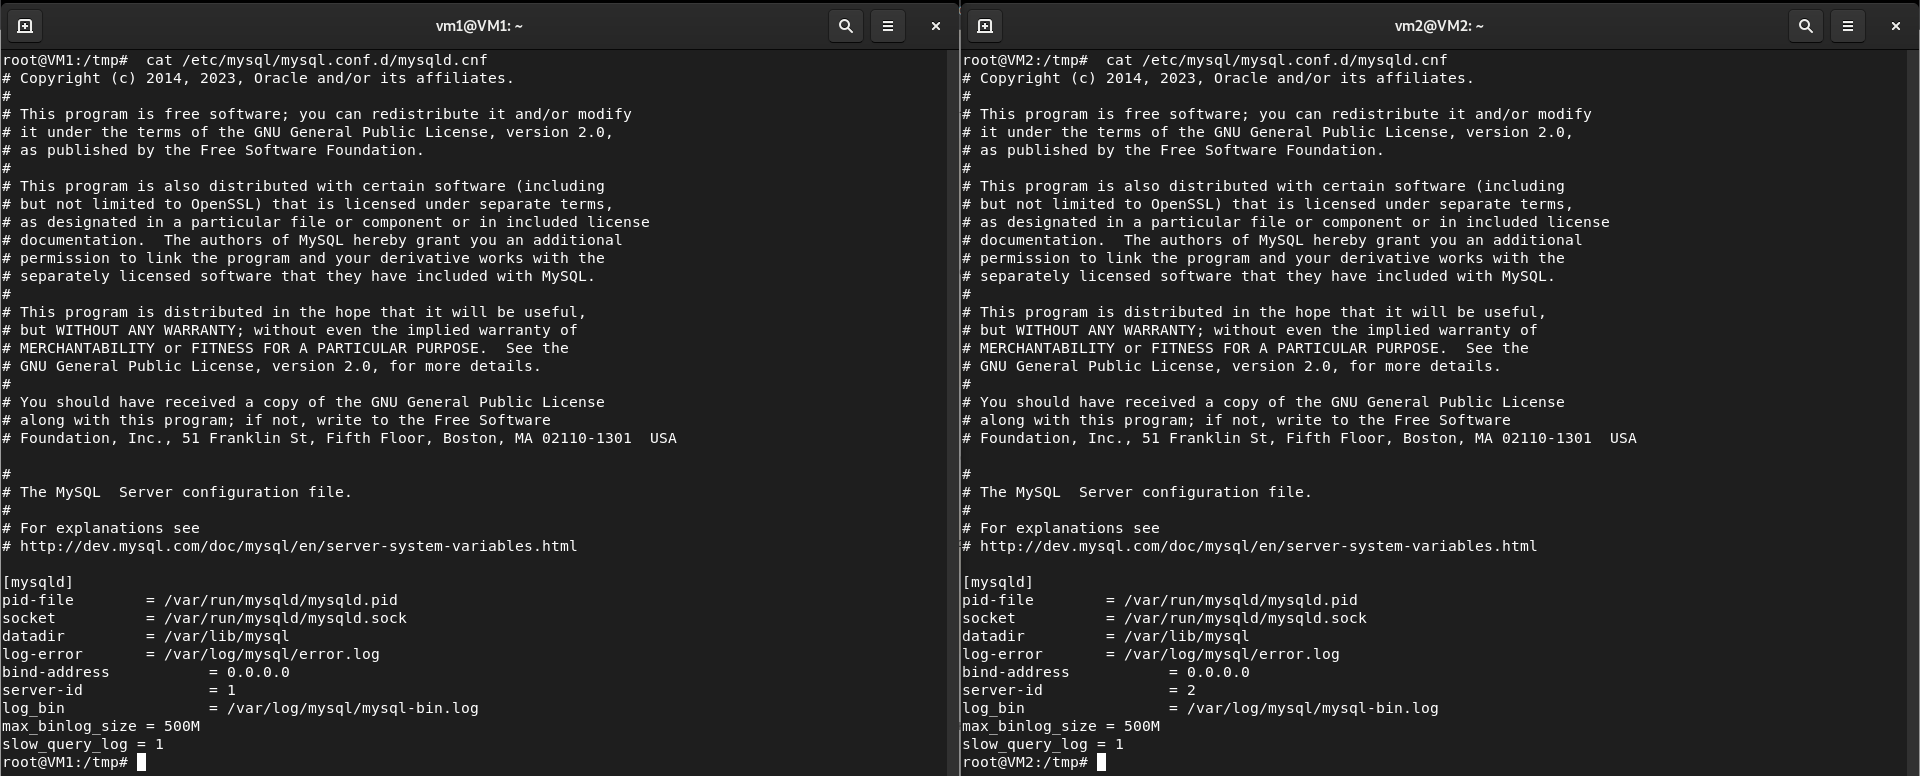 vm1@VM1: ~
root@VM1:/tmp#  cat /etc/mysql/mysql.conf.d/mysqld.cnf
# Copyright (c) 2014, 2023, Oracle and/or its affiliates.
#
# This program is free software; you can redistribute it and/or modify
# it under the terms of the GNU General Public License, version 2.0,
# as published by the Free Software Foundation.
#
# This program is also distributed with certain software (including
# but not limited to OpenSSL) that is licensed under separate terms,
# as designated in a particular file or component or in included license
# documentation.  The authors of MySQL hereby grant you an additional
# permission to link the program and your derivative works with the
# separately licensed software that they have included with MySQL.
#
# This program is distributed in the hope that it will be useful,
# but WITHOUT ANY WARRANTY; without even the implied warranty of
# MERCHANTABILITY or FITNESS FOR A PARTICULAR PURPOSE.  See the
# GNU General Public License, version 2.0, for more details.
#
# You should have received a copy of the GNU General Public License
# along with this program; if not, write to the Free Software
# Foundation, Inc., 51 Franklin St, Fifth Floor, Boston, MA 02110-1301  USA

#
# The MySQL  Server configuration file.
#
# For explanations see
# http://dev.mysql.com/doc/mysql/en/server-system-variables.html

[mysqld]
pid-file        = /var/run/mysqld/mysqld.pid
socket          = /var/run/mysqld/mysqld.sock
datadir         = /var/lib/mysql
log-error       = /var/log/mysql/error.log
bind-address           = 0.0.0.0
server-id              = 1
log_bin                = /var/log/mysql/mysql-bin.log
max_binlog_size = 500M
slow_query_log = 1
root@VM1:/tmp#
vm2@VM2: ~
root@VM2:/tmp#  cat /etc/mysql/mysql.conf.d/mysqld.cnf
# Copyright (c) 2014, 2023, Oracle and/or its affiliates.
#
# This program is free software; you can redistribute it and/or modify
# it under the terms of the GNU General Public License, version 2.0,
# as published by the Free Software Foundation.
#
# This program is also distributed with certain software (including
# but not limited to OpenSSL) that is licensed under separate terms,
# as designated in a particular file or component or in included license
# documentation.  The authors of MySQL hereby grant you an additional
# permission to link the program and your derivative works with the
# separately licensed software that they have included with MySQL.
#
# This program is distributed in the hope that it will be useful,
# but WITHOUT ANY WARRANTY; without even the implied warranty of
# MERCHANTABILITY or FITNESS FOR A PARTICULAR PURPOSE.  See the
# GNU General Public License, version 2.0, for more details.
#
# You should have received a copy of the GNU General Public License
# along with this program; if not, write to the Free Software
# Foundation, Inc., 51 Franklin St, Fifth Floor, Boston, MA 02110-1301  USA

#
# The MySQL  Server configuration file.
#
# For explanations see
# http://dev.mysql.com/doc/mysql/en/server-system-variables.html

[mysqld]
pid-file        = /var/run/mysqld/mysqld.pid
socket          = /var/run/mysqld/mysqld.sock
datadir         = /var/lib/mysql
log-error       = /var/log/mysql/error.log
bind-address           = 0.0.0.0
server-id              = 2
log_bin                = /var/log/mysql/mysql-bin.log
max_binlog_size = 500M
slow_query_log = 1
root@VM2:/tmp#